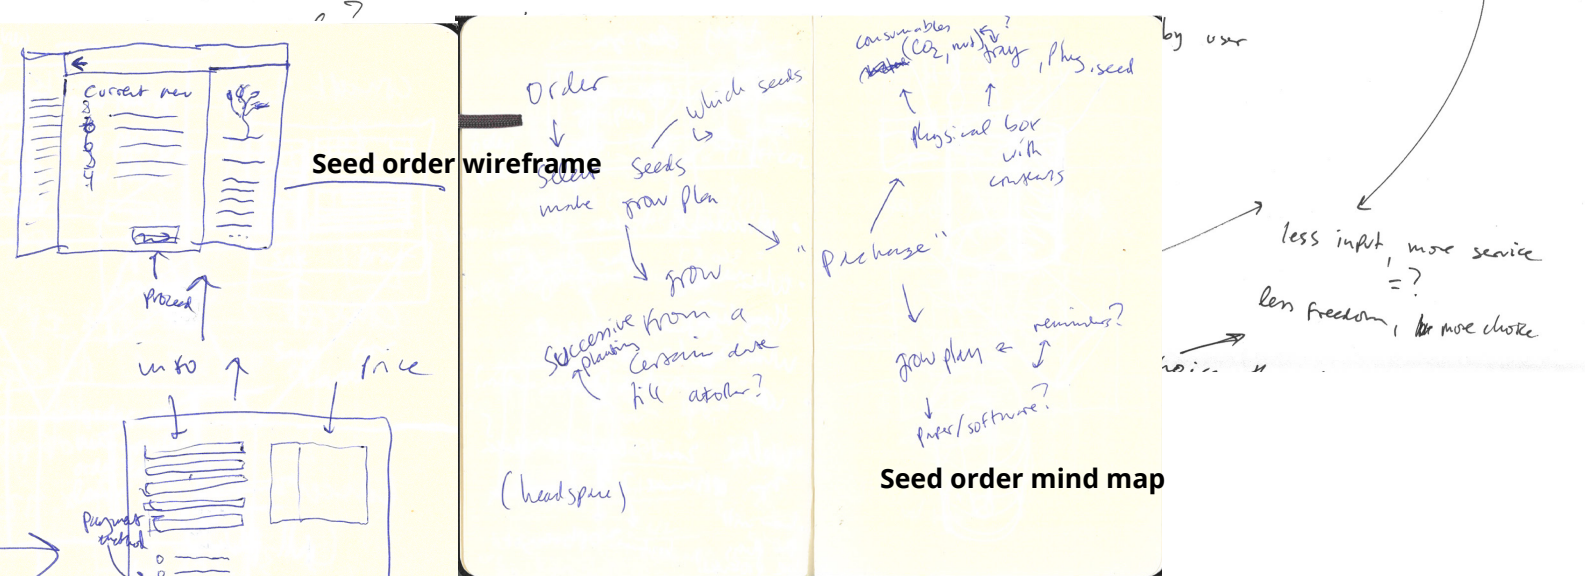 ?
Current
Proceed
info
Price
Payment
method
Seed order wireframe
Order
which seeds
Select seeds
make grow plan
grow
Successive
planting
from a
certain date
till another?
(headspace)
consumables
(CO2, nut)
?
tray, plug, seed
Physical box
with
contents
"Package"
grow plan
reminders?
paper/software?
Seed order mind map
by user
less input, more service
= ?
less freedom, more choice